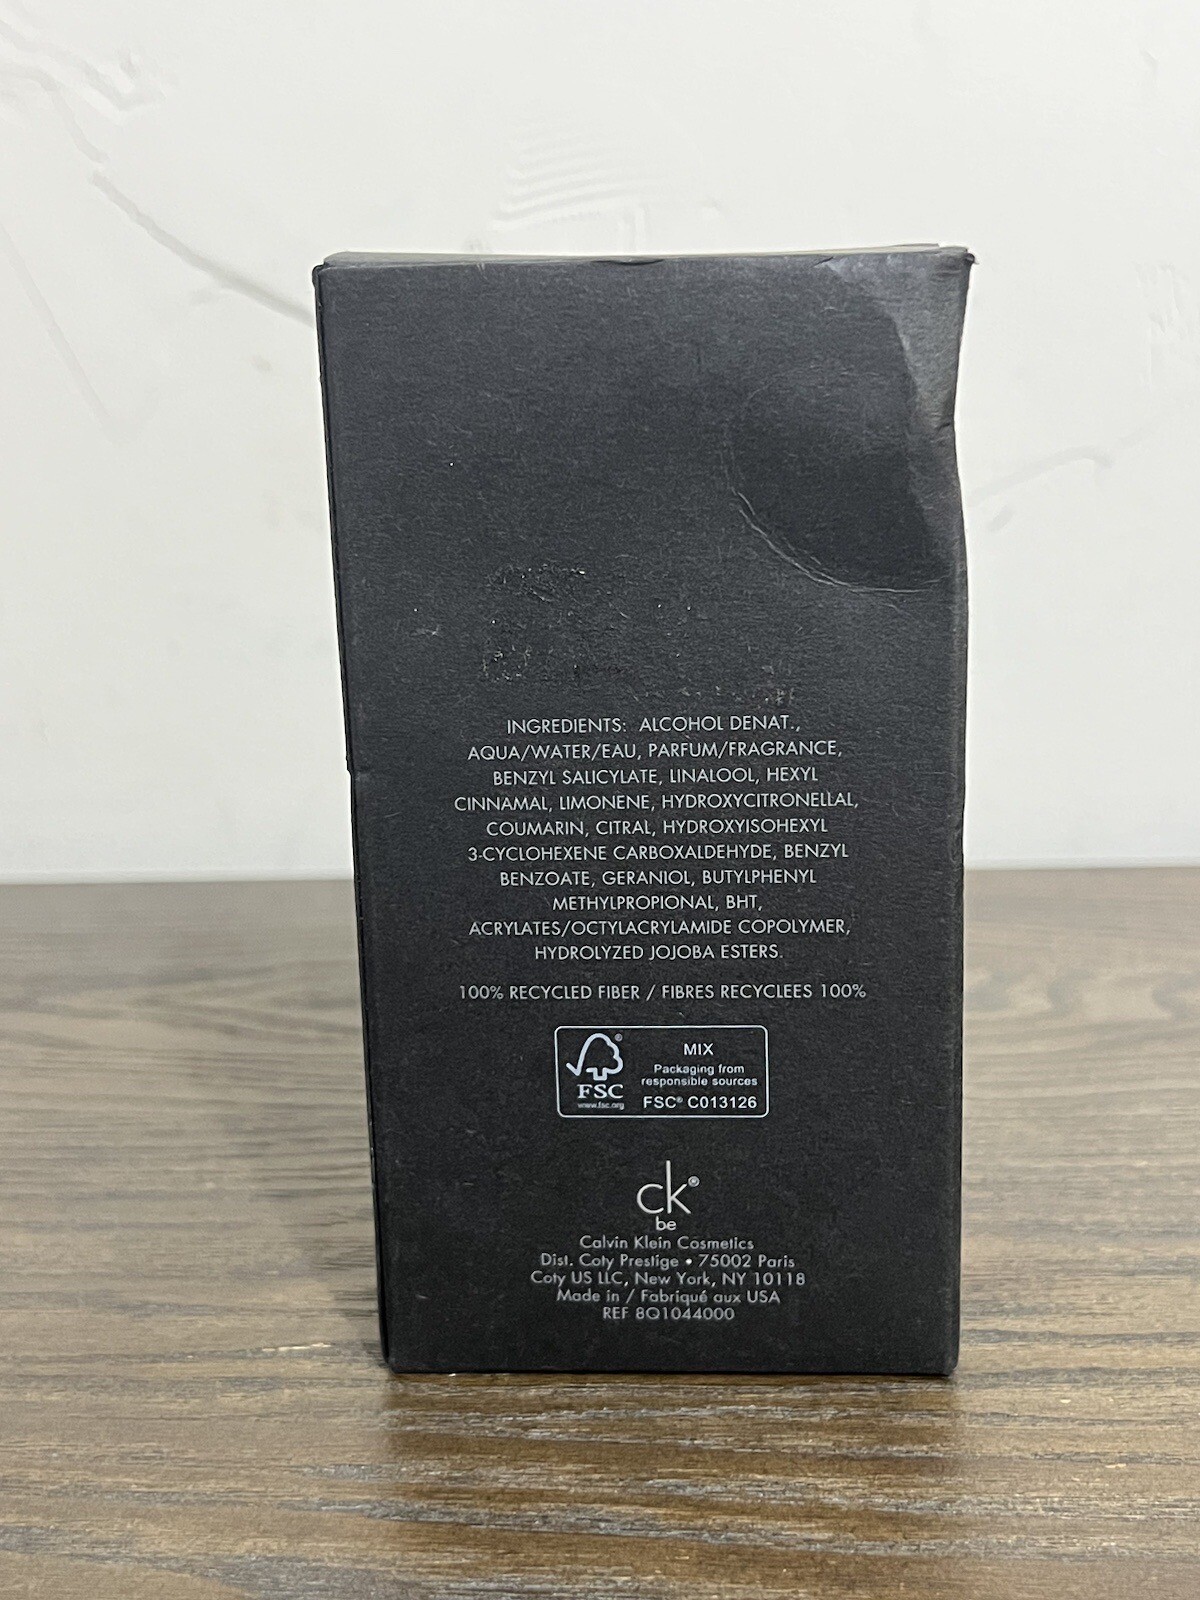 INGREDIENTS: ALCOHOL DENAT.,
AQUA/WATER/EAU, PARFUM/FRAGRANCE,
BENZYL SALICYLATE, LINALOOL, HEXYL
CINNAMAL, LIMONENE, HYDROXYCITRONELLAL,
COUMARIN, CITRAL, HYDROXYISOHEXYL
3-CYCLOHEXENE CARBOXALDEHYDE, BENZYL
BENZOATE, GERANIOL, BUTYLPHENYL
METHYLPROPIONAL, BHT,
ACRYLATES/OCTYLACRYLAMIDE COPOLYMER,
HYDROLYZED JOJOBA ESTERS.
100% RECYCLED FIBER / FIBRES RECYCLEES 100%
®
FSC
www.fsc.org
MIX
Packaging from
responsible sources
FSC® C013126
ck®
be
Calvin Klein Cosmetics
Dist. Coty Prestige • 75002 Paris
Coty US LLC, New York, NY 10118
Made in / Fabriqué aux USA
REF 8Q1044000